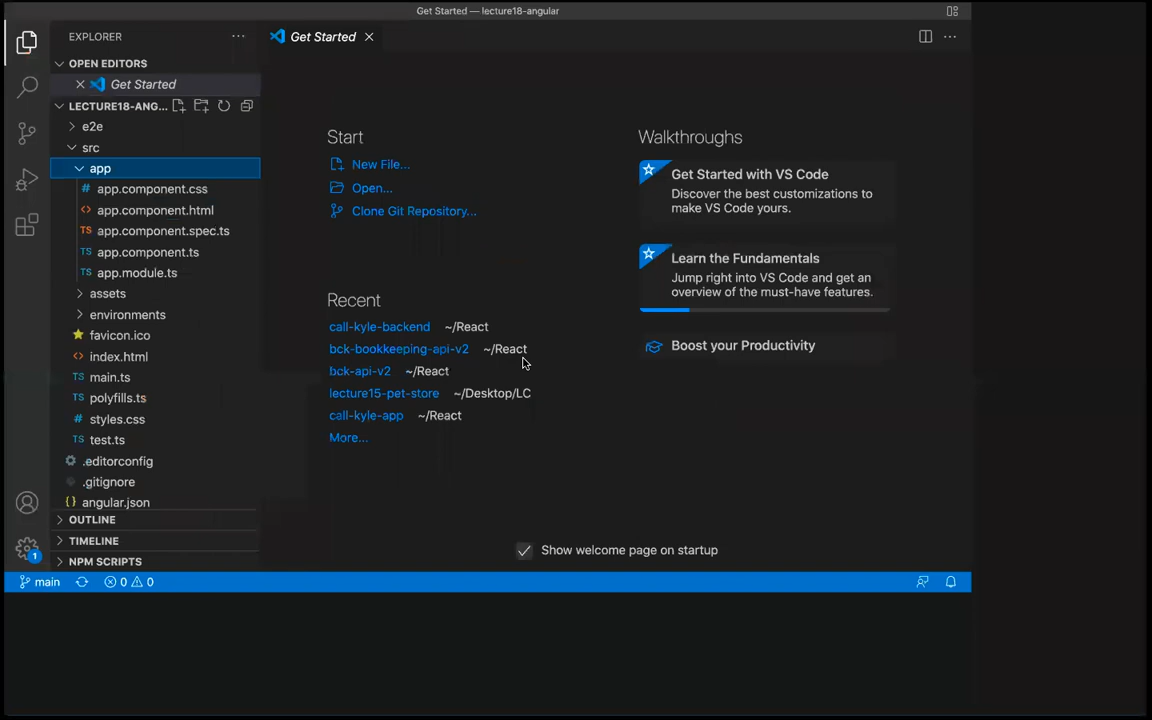 Get Started — lecture18-angular
EXPLORER
Get Started
OPEN EDITORS
Get Started
LECTURE18-ANG...
e2e
src
app
app.component.css
app.component.html
app.component.spec.ts
app.component.ts
app.module.ts
assets
environments
favicon.ico
index.html
main.ts
polyfills.ts
styles.css
test.ts
.editorconfig
.gitignore
angular.json
OUTLINE
TIMELINE
NPM SCRIPTS
Start
New File...
Open...
Clone Git Repository...
Recent
call-kyle-backend ~/React
bck-bookkeeping-api-v2 ~/React
bck-api-v2 ~/React
lecture15-pet-store ~/Desktop/LC
call-kyle-app ~/React
More...
Walkthroughs
Get Started with VS Code
Discover the best customizations to
make VS Code yours.
Learn the Fundamentals
Jump right into VS Code and get an
overview of the must-have features.
Boost your Productivity
Show welcome page on startup
1
main 0 0